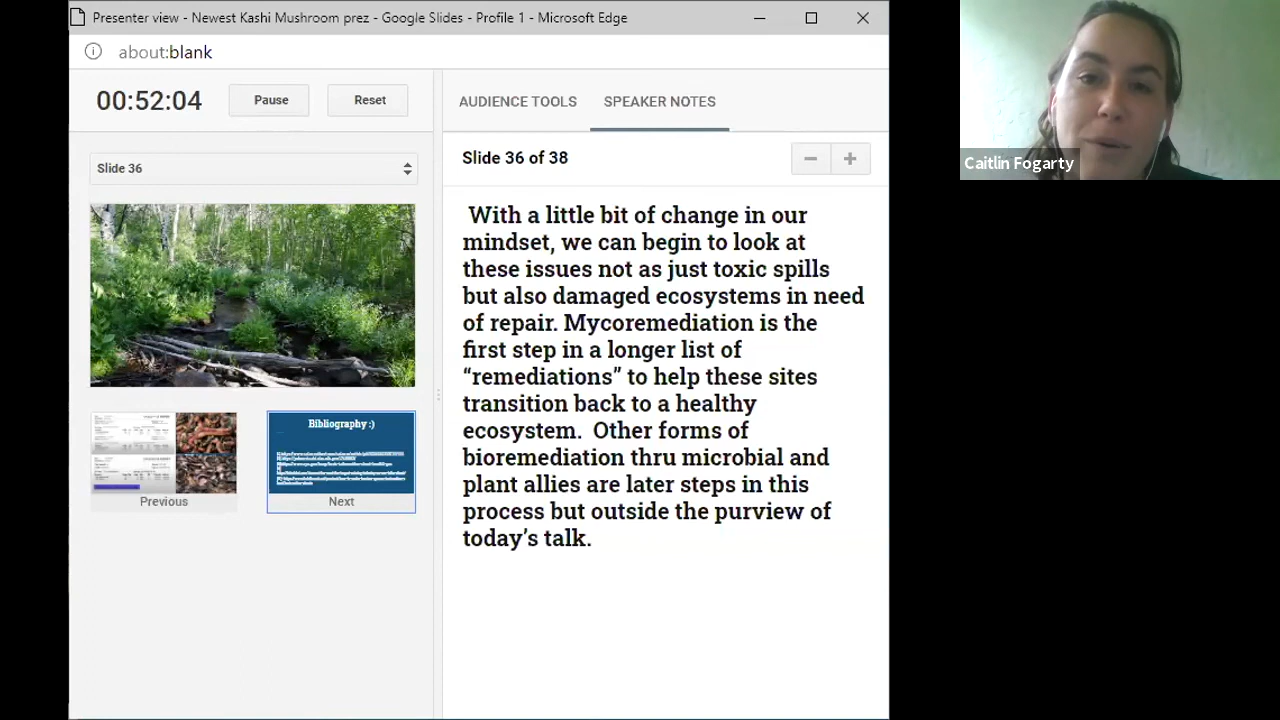 Presenter view - Newest Kashi Mushroom prez - Google Slides - Profile 1 - Microsoft Edge
about:blank
00:52:04
Pause
Reset
AUDIENCE TOOLS
SPEAKER NOTES
Slide 36
Slide 36 of 38
With a little bit of change in our
mindset, we can begin to look at
these issues not as just toxic spills
but also damaged ecosystems in need
of repair. Mycoremediation is the
first step in a longer list of
“remediations” to help these sites
transition back to a healthy
ecosystem.  Other forms of
bioremediation thru microbial and
plant allies are later steps in this
process but outside the purview of
today’s talk.
Bibliography :)
Previous
Next
Caitlin Fogarty